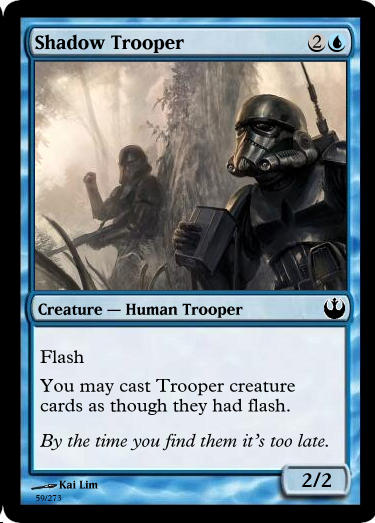 Shadow Trooper 2
Creature — Human Trooper
Flash
You may cast Trooper creature
cards as though they had flash.
By the time you find them it's too late.
2/2
Kai Lim
59/273